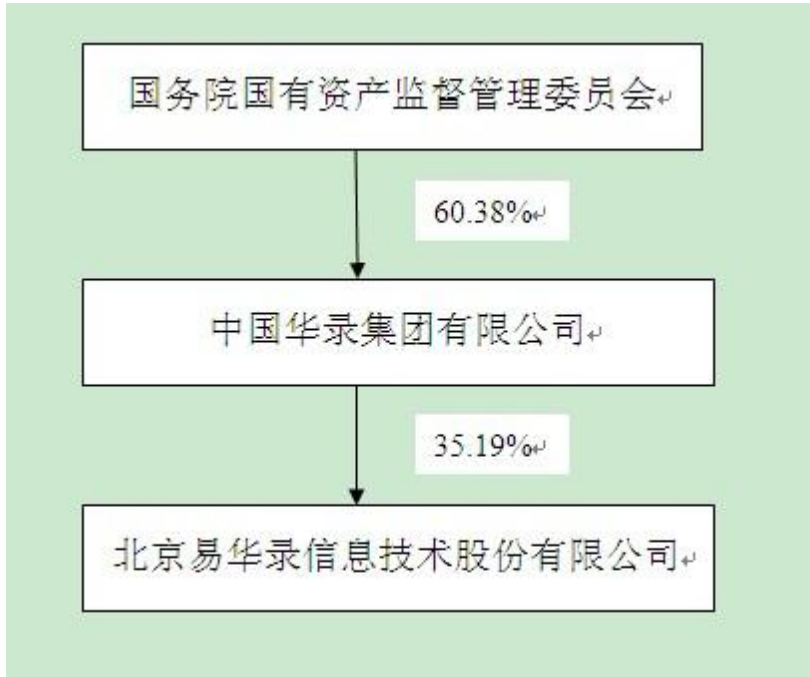 国务院国有资产监督管理委员会
60.38%
中国华录集团有限公司
35.19%
北京易华录信息技术股份有限公司